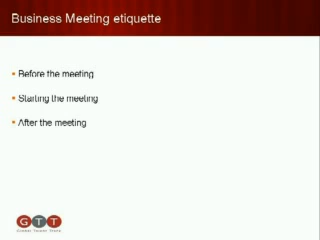 Business Meeting etiquette
• Before the meeting
• Starting the meeting
• After the meeting
GTT